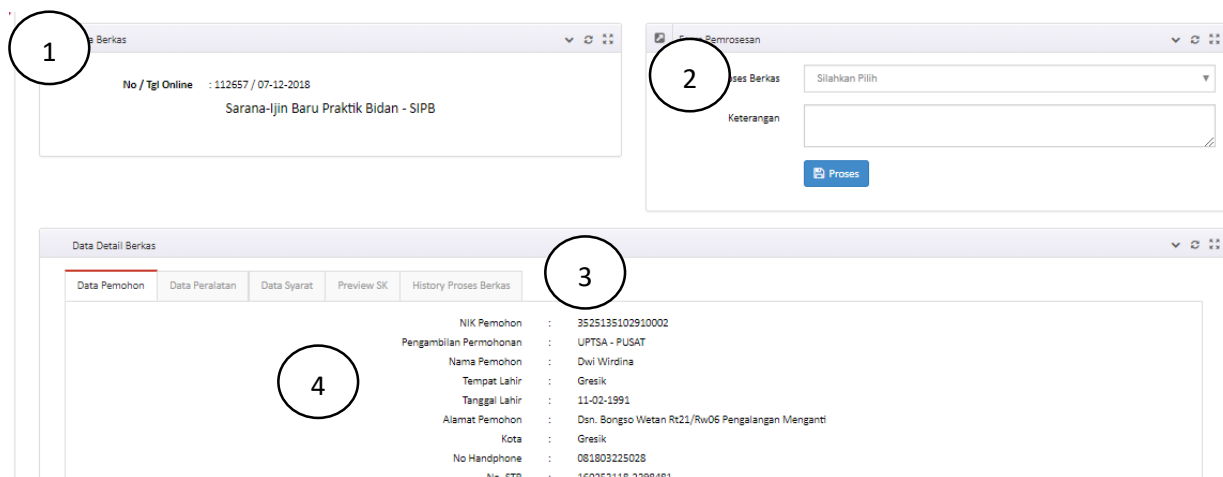 1
Berkas
No / Tgl Online : 112657 / 07-12-2018
Sarana-Ijin Baru Praktik Bidan - SIPB
2
Pemrosesan
Berkas Silahkan Pilih
Keterangan
Proses
Data Detail Berkas
3
Data Pemohon Data Peralatan Data Syarat Preview SK History Proses Berkas
4
NIK Pemohon : 3525135102910002
Pengambilan Permohonan : UPTSA - PUSAT
Nama Pemohon : Dwi Wirdina
Tempat Lahir : Gresik
Tanggal Lahir : 11-02-1991
Alamat Pemohon : Dsn. Bongso Wetan Rt21/Rw06 Pengalangan Menganti
Kota : Gresik
No Handphone : 081803225028